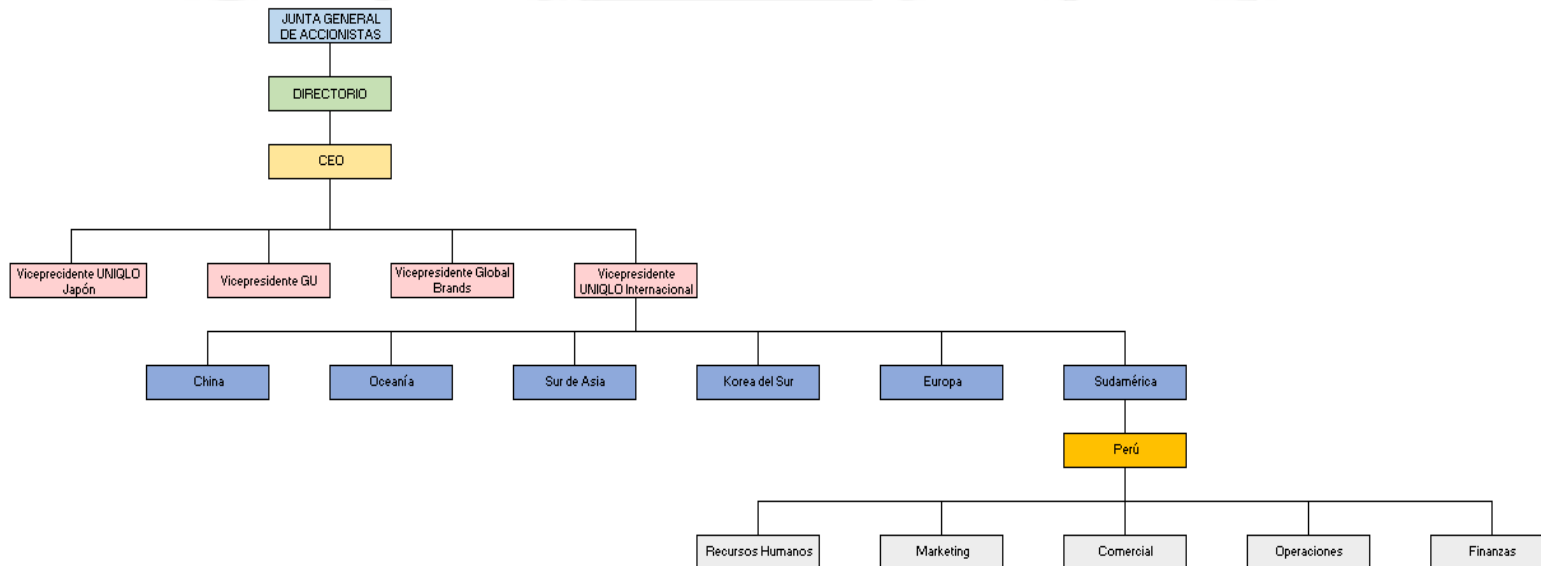 JUNTA GENERAL
DE ACCIONISTAS
DIRECTORIO
CEO
Viceprecidente UNIQLO
Japón
Vicepresidente GU
Vicepresidente Global
Brands
Vicepresidente
UNIQLO Internacional
China
Oceanía
Sur de Asia
Korea del Sur
Europa
Sudamérica
Perú
Recursos Humanos
Marketing
Comercial
Operaciones
Finanzas